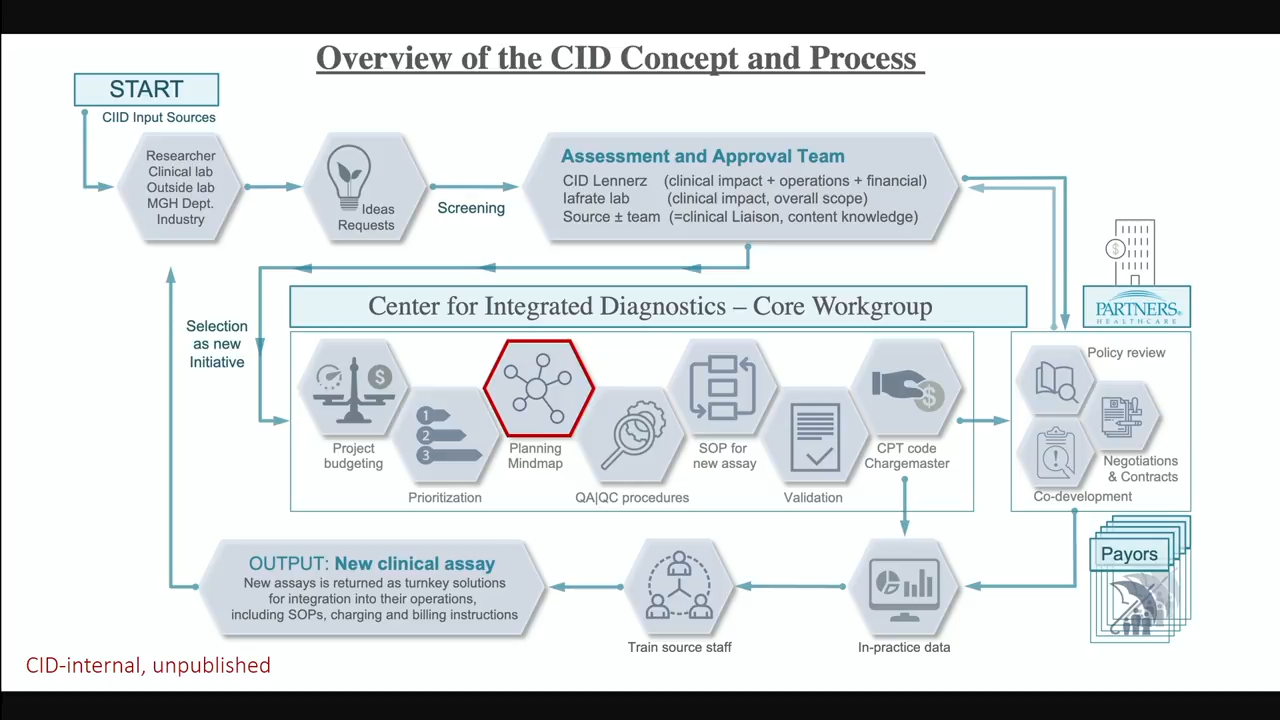 Overview of the CID Concept and Process
START
CIID Input Sources
Researcher
Clinical lab
Outside lab
MGH Dept.
Industry
Ideas
Requests
Screening
Assessment and Approval Team
CID Lennerz (clinical impact + operations + financial)
Iafrate lab (clinical impact, overall scope)
Source ± team (=clinical Liaison, content knowledge)
$
PARTNERS®
HEALTHCARE
Selection
as new
Initiative
Center for Integrated Diagnostics – Core Workgroup
$
Project
budgeting
1
2
3
Prioritization
Planning
Mindmap
QA|QC procedures
SOP for
new assay
Validation
$
CPT code
Chargemaster
Policy review
Negotiations
& Contracts
Co-development
Payors
OUTPUT: New clinical assay
New assays is returned as turnkey solutions
for integration into their operations,
including SOPs, charging and billing instructions
Train source staff
In-practice data
CID-internal, unpublished